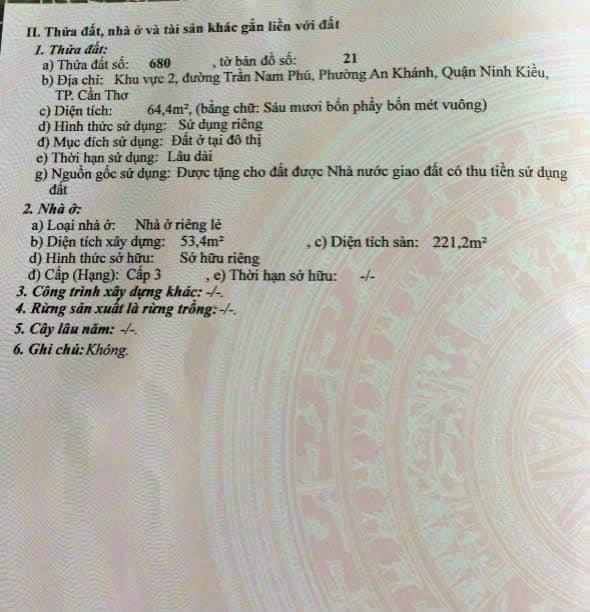 II. Thửa đất, nhà ở và tài sản khác gắn liền với đất
1. Thửa đất:
a) Thửa đất số: 680 , tờ bản đồ số: 21
b) Địa chỉ: Khu vực 2, đường Trần Nam Phú, Phường An Khánh, Quận Ninh Kiều,
TP. Cần Thơ
c) Diện tích: 64,4m², (bằng chữ: Sáu mươi bốn phẩy bốn mét vuông)
d) Hình thức sử dụng: Sử dụng riêng
đ) Mục đích sử dụng: Đất ở tại đô thị
e) Thời hạn sử dụng: Lâu dài
g) Nguồn gốc sử dụng: Được tặng cho đất được Nhà nước giao đất có thu tiền sử dụng
đất
2. Nhà ở:
a) Loại nhà ở: Nhà ở riêng lẻ
b) Diện tích xây dựng: 53,4m² , c) Diện tích sàn: 221,2m²
d) Hình thức sở hữu: Sở hữu riêng
đ) Cấp (Hạng): Cấp 3 , e) Thời hạn sở hữu: -/-
3. Công trình xây dựng khác: -/-.
4. Rừng sản xuất là rừng trồng: -/-.
5. Cây lâu năm: -/-.
6. Ghi chú: Không.